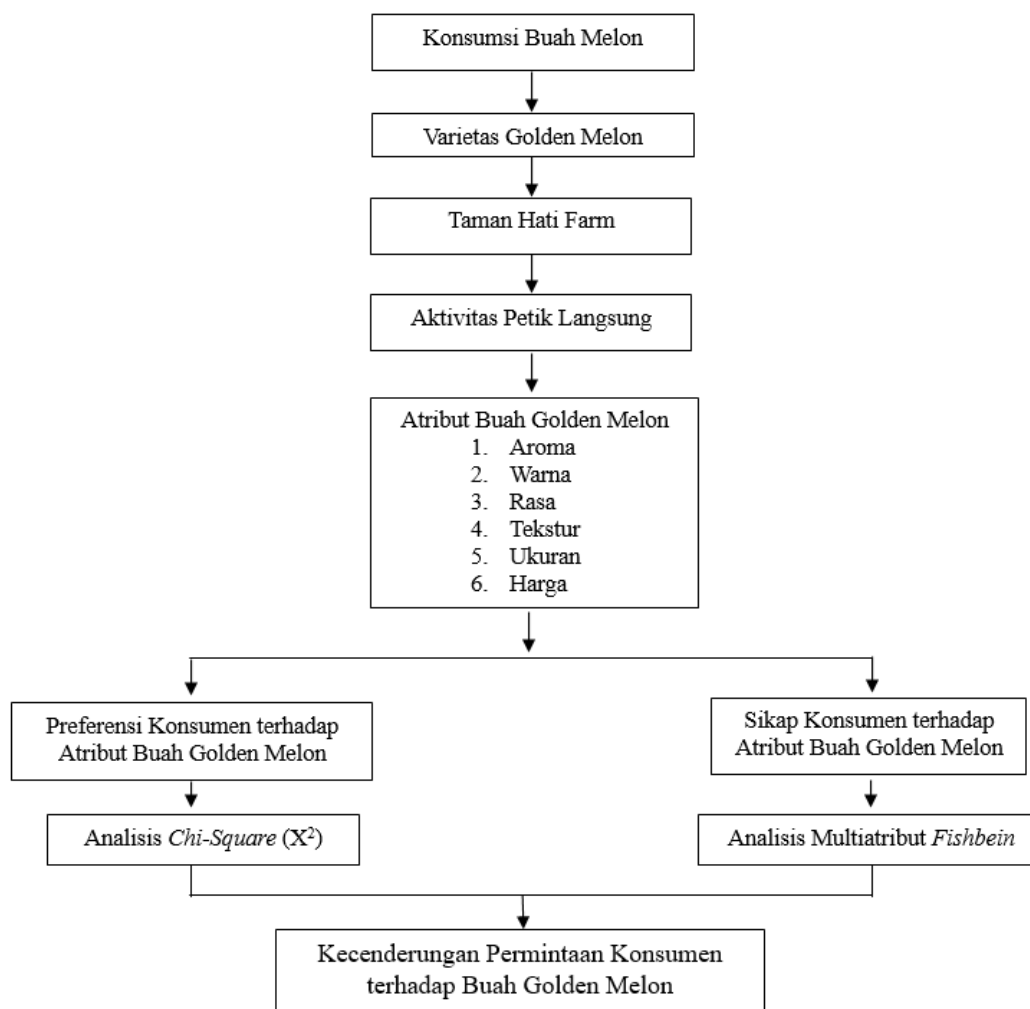 Konsumsi Buah Melon
Varietas Golden Melon
Taman Hati Farm
Aktivitas Petik Langsung
Atribut Buah Golden Melon
1. Aroma
2. Warna
3. Rasa
4. Tekstur
5. Ukuran
6. Harga
Preferensi Konsumen terhadap
Atribut Buah Golden Melon
Sikap Konsumen terhadap
Atribut Buah Golden Melon
Analisis Chi-Square (X²)
Analisis Multiatribut Fishbein
Kecenderungan Permintaan Konsumen
terhadap Buah Golden Melon